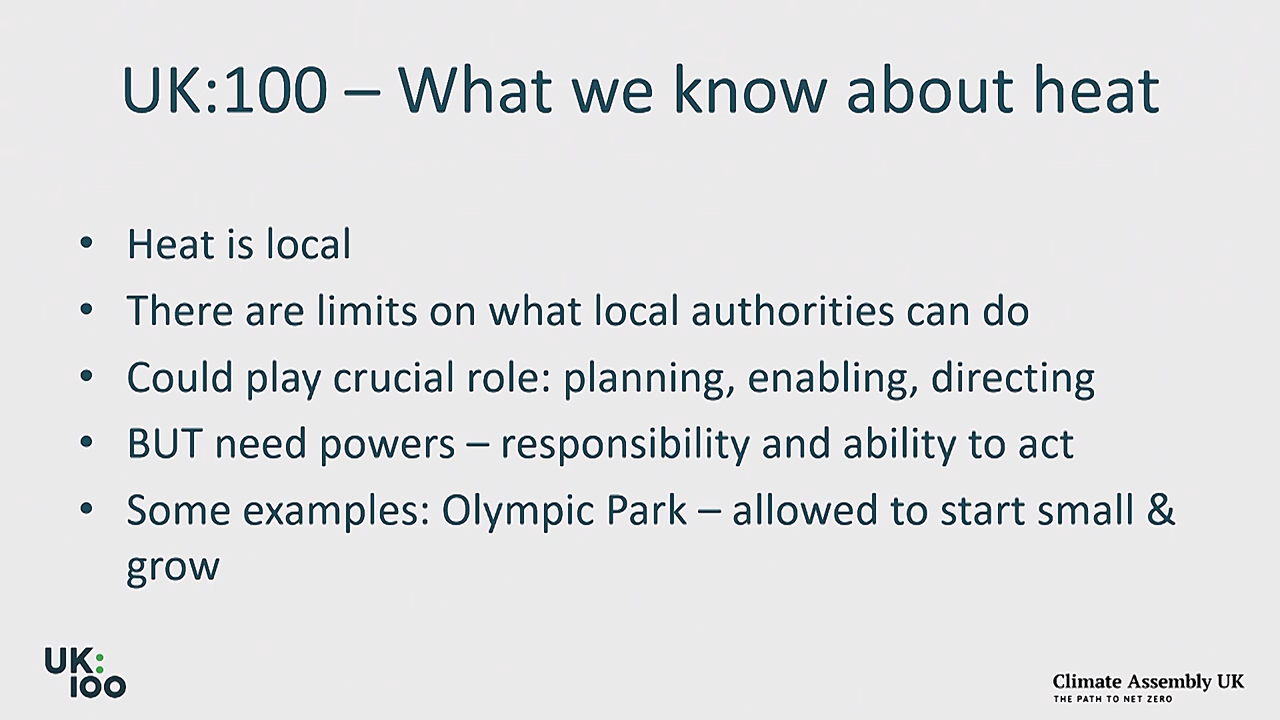 UK:100 – What we know about heat
• Heat is local
• There are limits on what local authorities can do
• Could play crucial role: planning, enabling, directing
• BUT need powers – responsibility and ability to act
• Some examples: Olympic Park – allowed to start small &
grow
UK:
100
Climate Assembly UK
THE PATH TO NET ZERO